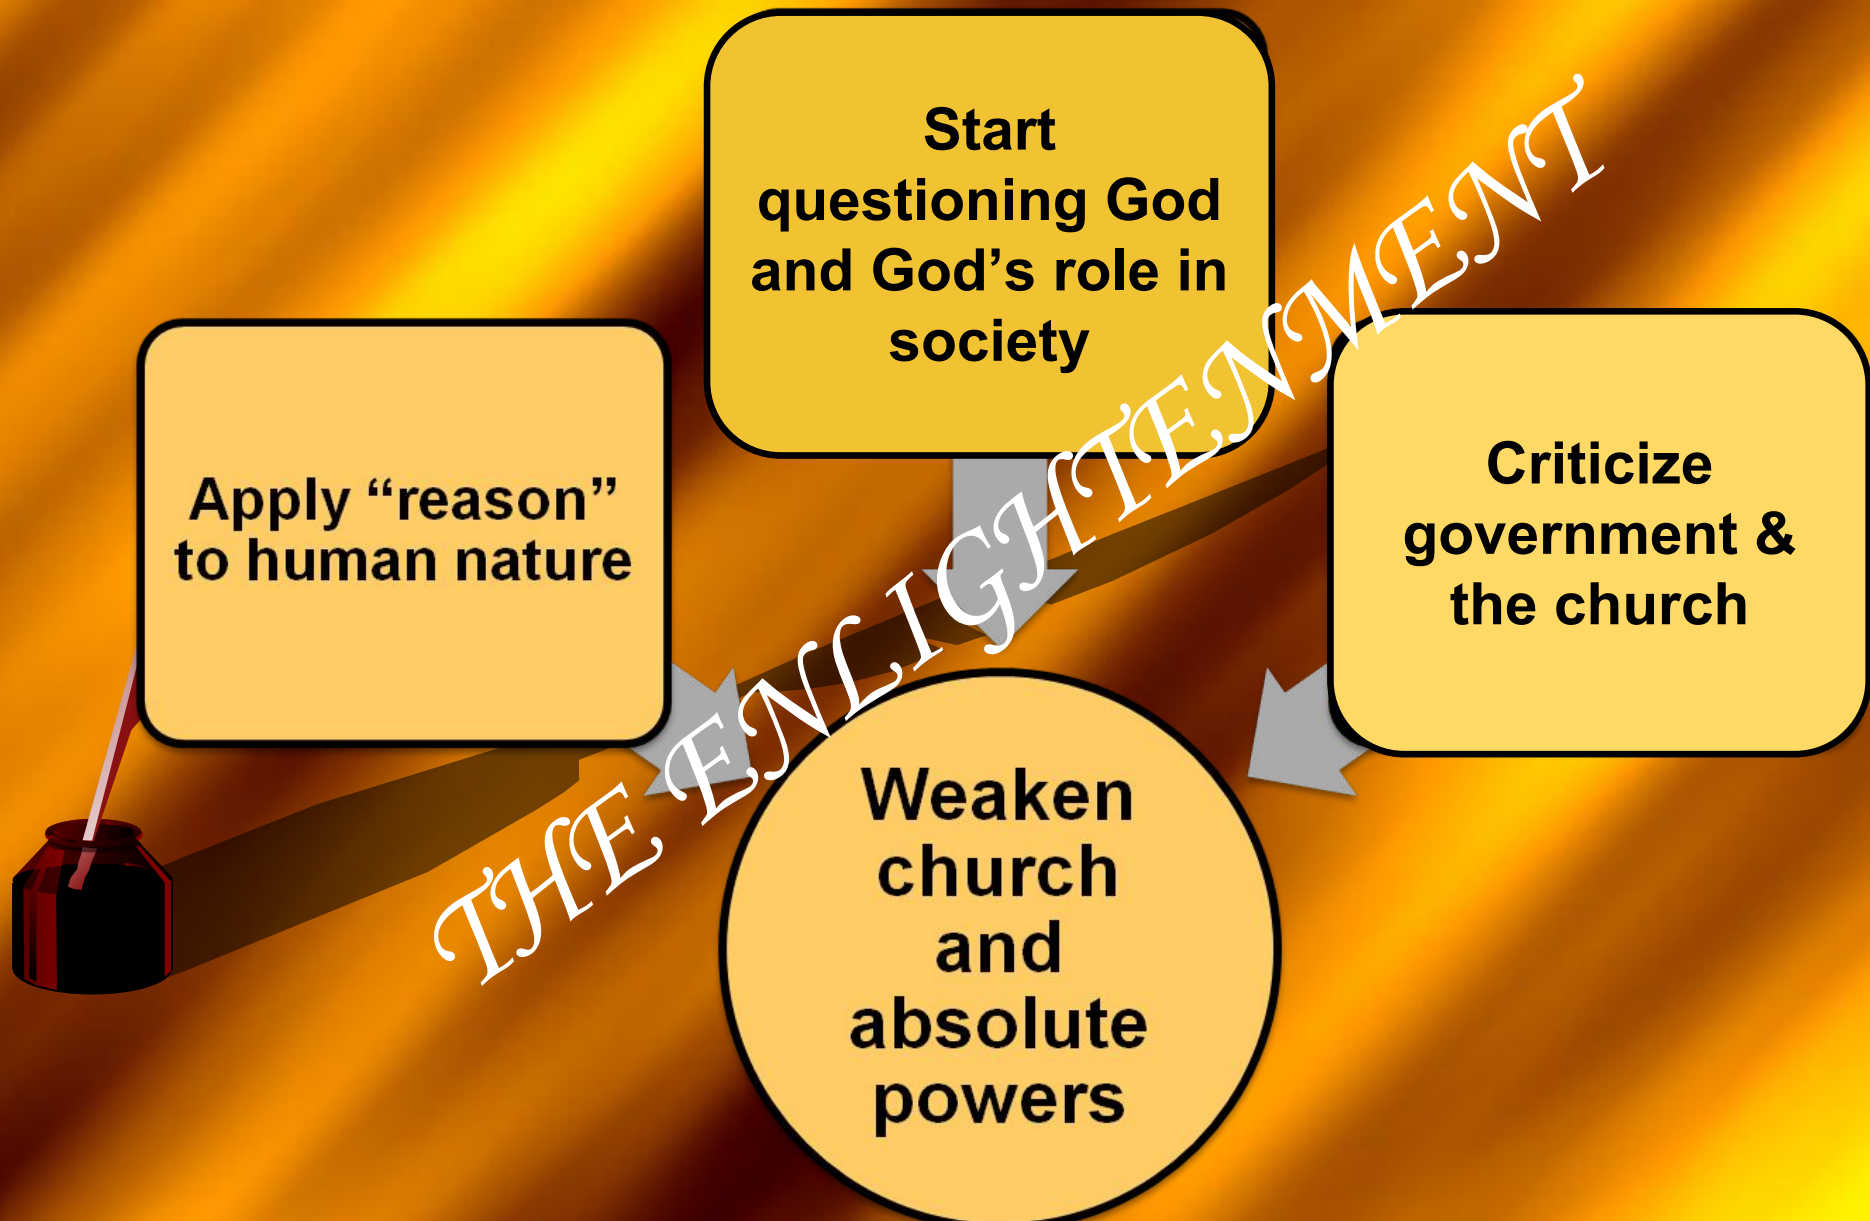 Start
questioning God
and God’s role in
society
Apply “reason”
to human nature
Criticize
government &
the church
THE ENLIGHTENMENT
Weaken
church
and
absolute
powers